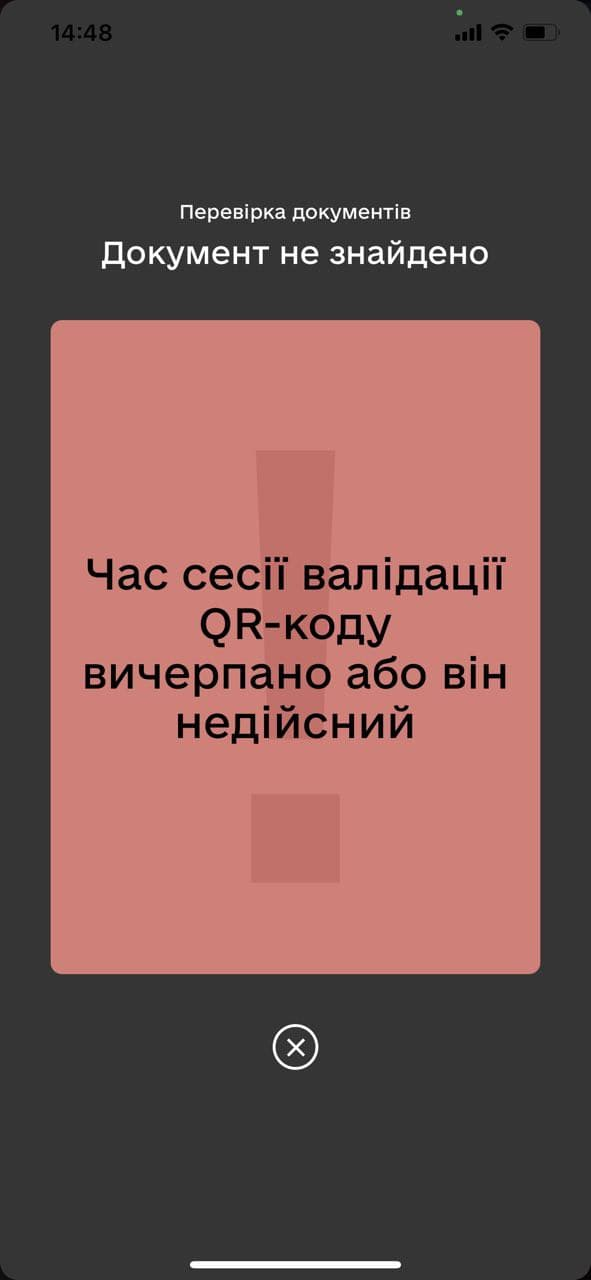 14:48
Перевірка документів
Документ не знайдено
Час сесії валідації
QR-коду
вичерпано або він
недійсний